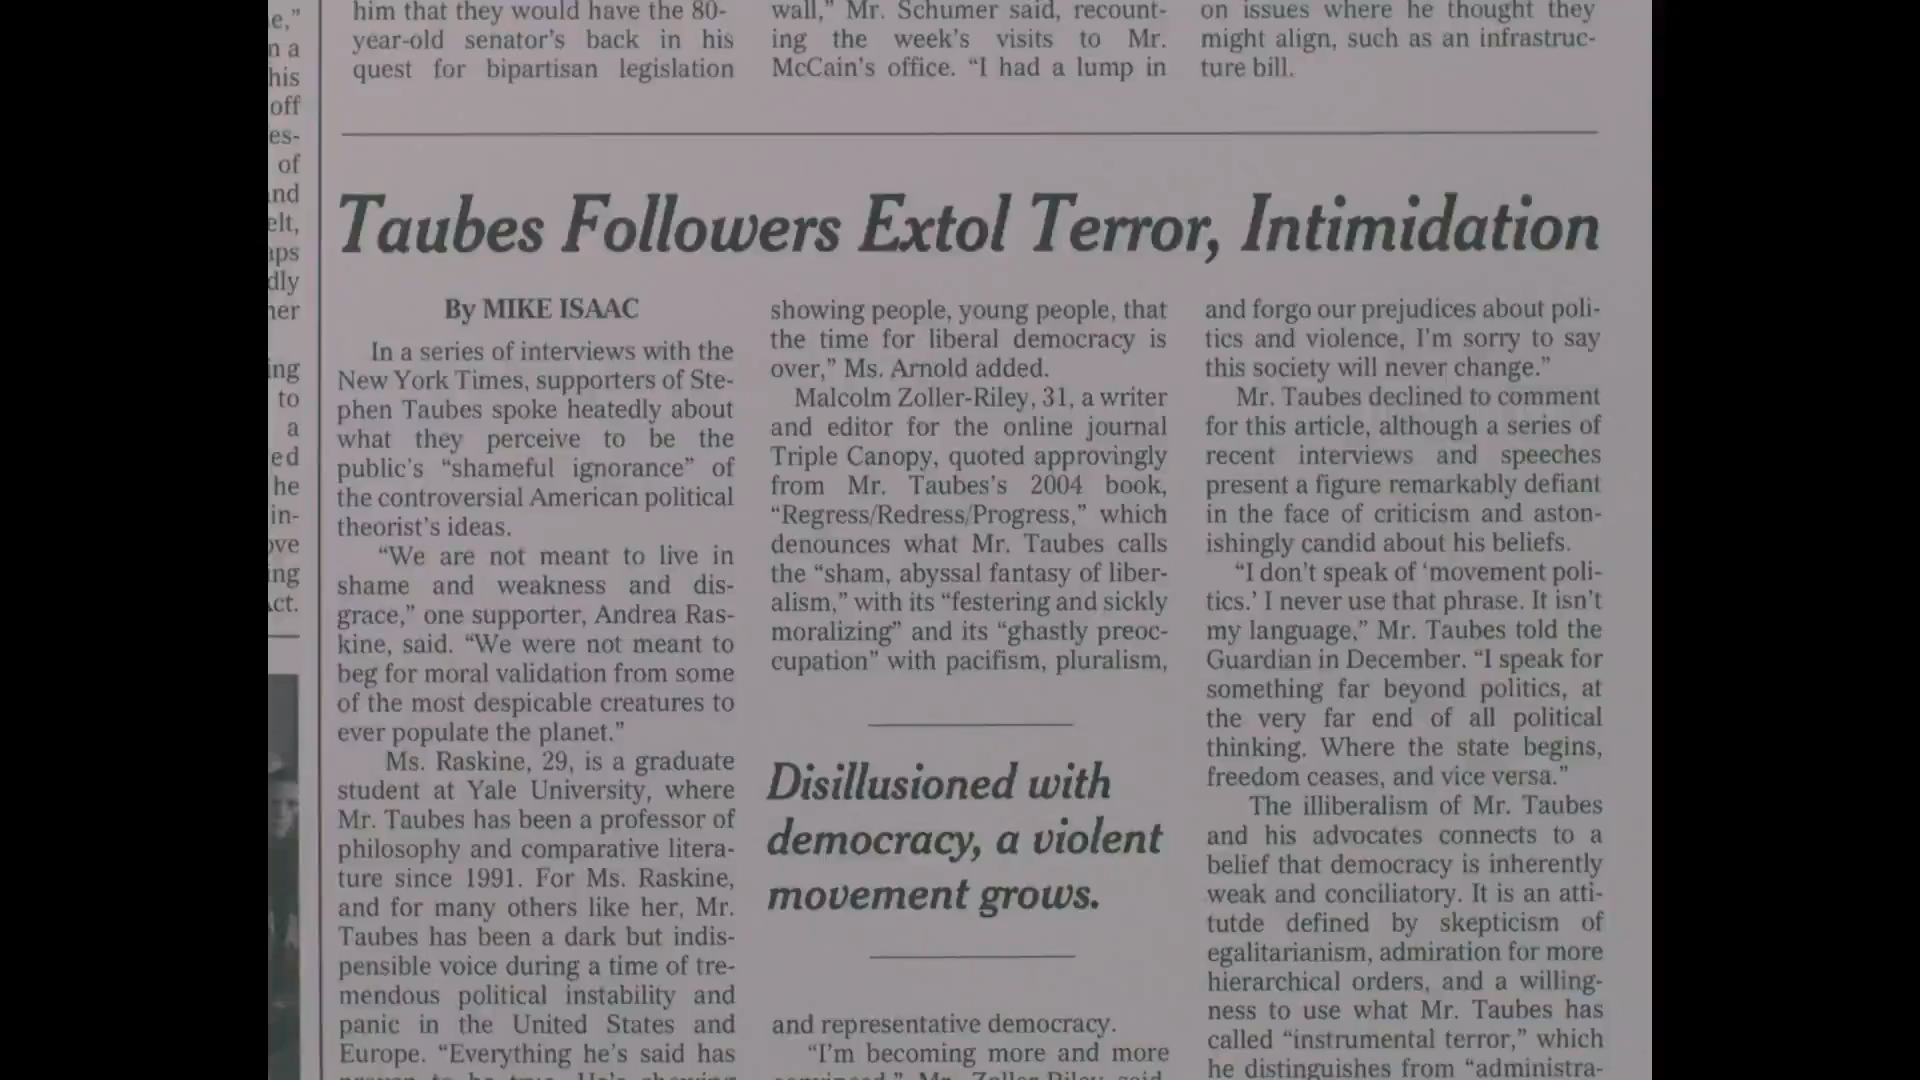 e,"
n a
his
off
es-
of
nd
elt,
aps
dly
her
ing
to
a
ed
he
in-
ove
ing
ct.
him that they would have the 80-
year-old senator's back in his
quest for bipartisan legislation
wall," Mr. Schumer said, recount-
ing the week's visits to Mr.
McCain's office. "I had a lump in
on issues where he thought they
might align, such as an infrastruc-
ture bill.
Taubes Followers Extol Terror, Intimidation
By MIKE ISAAC
In a series of interviews with the
New York Times, supporters of Ste-
phen Taubes spoke heatedly about
what they perceive to be the
public's "shameful ignorance" of
the controversial American political
theorist's ideas.
"We are not meant to live in
shame and weakness and dis-
grace," one supporter, Andrea Ras-
kine, said. "We were not meant to
beg for moral validation from some
of the most despicable creatures to
ever populate the planet."
Ms. Raskine, 29, is a graduate
student at Yale University, where
Mr. Taubes has been a professor of
philosophy and comparative litera-
ture since 1991. For Ms. Raskine,
and for many others like her, Mr.
Taubes has been a dark but indis-
pensible voice during a time of tre-
mendous political instability and
panic in the United States and
Europe. "Everything he's said has
showing people, young people, that
the time for liberal democracy is
over," Ms. Arnold added.
Malcolm Zoller-Riley, 31, a writer
and editor for the online journal
Triple Canopy, quoted approvingly
from Mr. Taubes's 2004 book,
"Regress/Redress/Progress," which
denounces what Mr. Taubes calls
the "sham, abyssal fantasy of liber-
alism," with its "festering and sickly
moralizing" and its "ghastly preoc-
cupation" with pacifism, pluralism,
Disillusioned with
democracy, a violent
movement grows.
and representative democracy.
"I'm becoming more and more
and forgo our prejudices about poli-
tics and violence, I'm sorry to say
this society will never change."
Mr. Taubes declined to comment
for this article, although a series of
recent interviews and speeches
present a figure remarkably defiant
in the face of criticism and aston-
ishingly candid about his beliefs.
"I don't speak of 'movement poli-
tics.' I never use that phrase. It isn't
my language," Mr. Taubes told the
Guardian in December. "I speak for
something far beyond politics, at
the very far end of all political
thinking. Where the state begins,
freedom ceases, and vice versa."
The illiberalism of Mr. Taubes
and his advocates connects to a
belief that democracy is inherently
weak and conciliatory. It is an atti-
tutde defined by skepticism of
egalitarianism, admiration for more
hierarchical orders, and a willing-
ness to use what Mr. Taubes has
called "instrumental terror," which
he distinguishes from "administra-